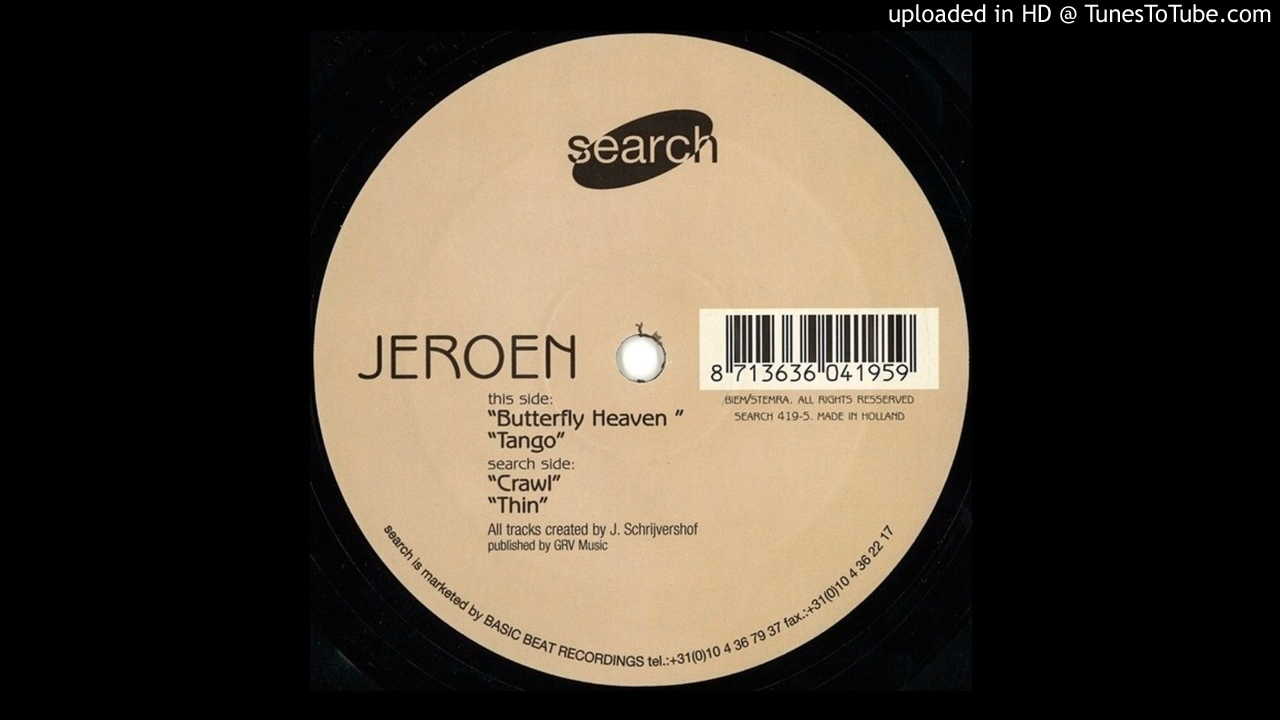 uploaded in HD @ TunesToTube.com
search
JEROEN
this side:
"Butterfly Heaven "
"Tango"
search side:
"Crawl"
"Thin"
All tracks created by J. Schrijvershof
published by GRV Music
8 713636 041959
BIEM/STEMRA. ALL RIGHTS RESSERVED
SEARCH 419-5. MADE IN HOLLAND
search is marketed by BASIC BEAT RECORDINGS tel.:+31(0)10 4 36 79 37 fax.:+31(0)10 4 36 22 17